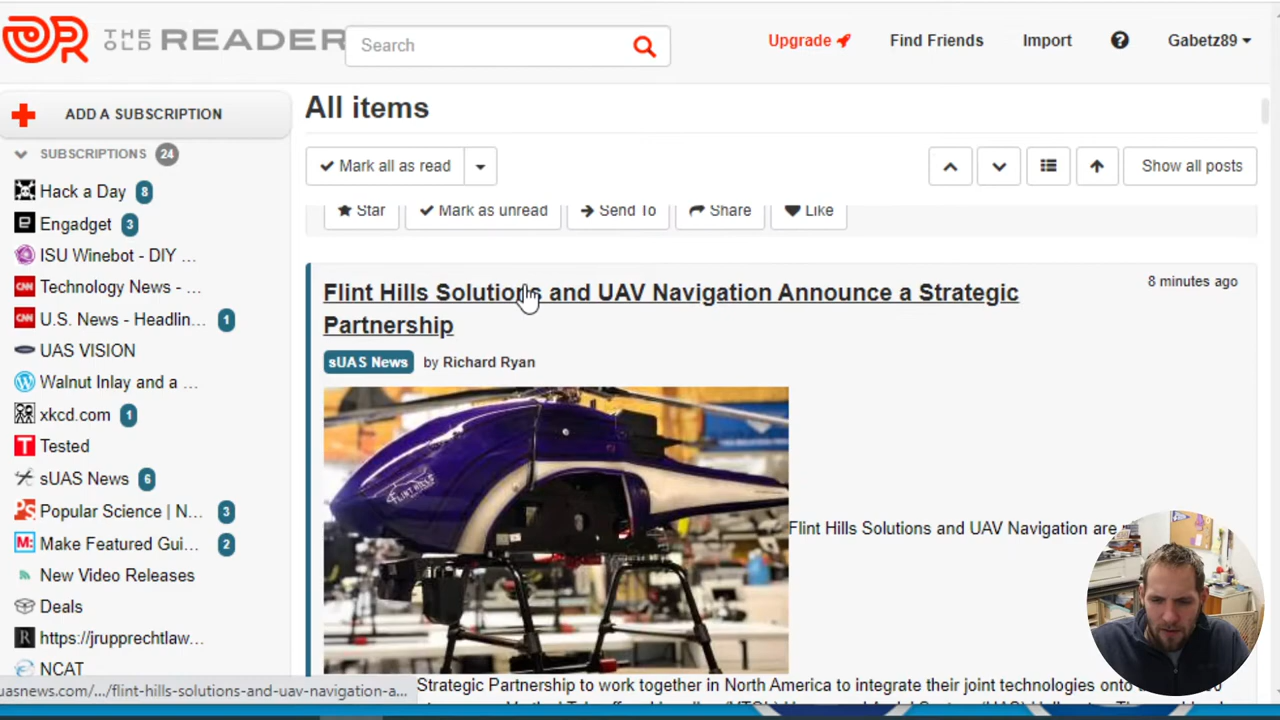 THE OLD READER
Search
Upgrade
Find Friends
Import
?
Gabetz89
ADD A SUBSCRIPTION
SUBSCRIPTIONS 24
Hack a Day 8
Engadget 3
ISU Winebot - DIY ...
Technology News - ...
U.S. News - Headlin... 1
UAS VISION
Walnut Inlay and a ...
xkcd.com 1
Tested
sUAS News 6
Popular Science | N... 3
Make Featured Gui... 2
New Video Releases
Deals
https://jrupprechtlaw...
NCAT
uasnews.com/.../flint-hills-solutions-and-uav-navigation-a...
All items
Mark all as read
Show all posts
Star
Mark as unread
Send To
Share
Like
Flint Hills Solutions and UAV Navigation Announce a Strategic
Partnership
8 minutes ago
sUAS News by Richard Ryan
FLINT HILLS
Flint Hills Solutions and UAV Navigation are
Strategic Partnership to work together in North America to integrate their joint technologies onto